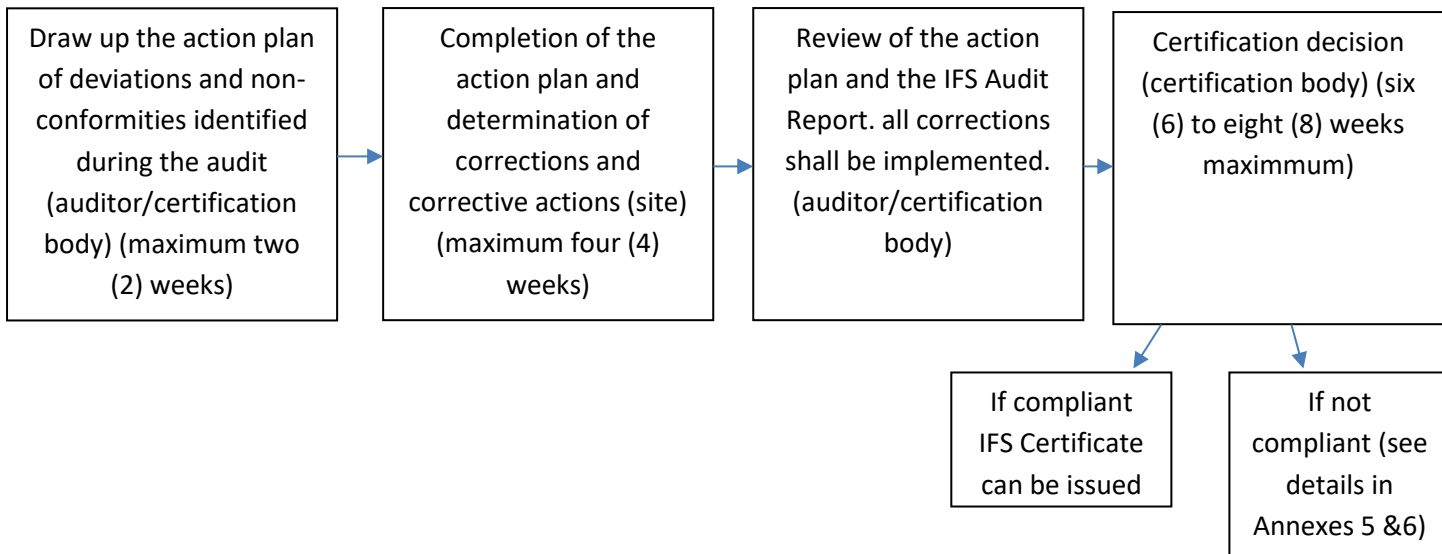 Draw up the action plan
of deviations and non-
conformities identified
during the audit
(auditor/certification
body) (maximum two
(2) weeks)
Completion of the
action plan and
determination of
corrections and
corrective actions (site)
(maximum four (4)
weeks)
Review of the action
plan and the IFS Audit
Report. all corrections
shall be implemented.
(auditor/certification
body)
Certification decision
(certification body) (six
(6) to eight (8) weeks
maximmum)
If compliant
IFS Certificate
can be issued
If not
compliant (see
details in
Annexes 5 &6)